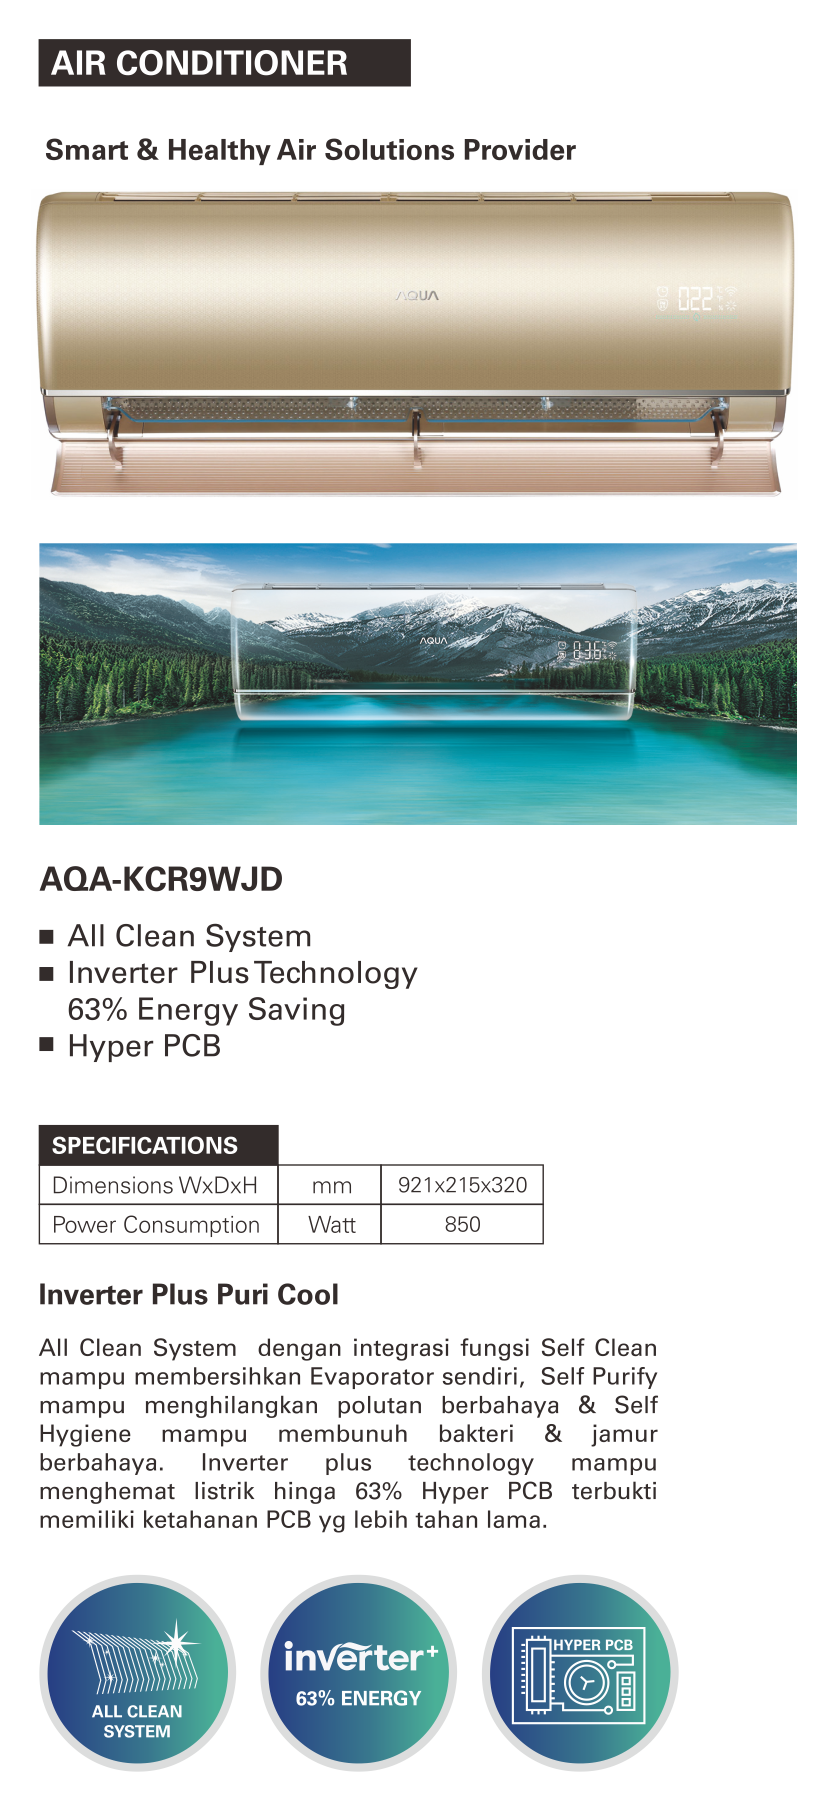 AIR CONDITIONER
Smart & Healthy Air Solutions Provider
AQUA
022
AQUA
036
AQA-KCR9WJD
■ All Clean System
■ Inverter Plus Technology
63% Energy Saving
■ Hyper PCB
SPECIFICATIONS
Dimensions WxDxH mm 921x215x320
Power Consumption Watt 850
Inverter Plus Puri Cool
All Clean System dengan integrasi fungsi Self Clean
mampu membersihkan Evaporator sendiri, Self Purify
mampu menghilangkan polutan berbahaya & Self
Hygiene mampu membunuh bakteri & jamur
berbahaya. Inverter plus technology mampu
menghemat listrik hinga 63% Hyper PCB terbukti
memiliki ketahanan PCB yg lebih tahan lama.
ALL CLEAN
SYSTEM
inverter+
63% ENERGY
HYPER PCB